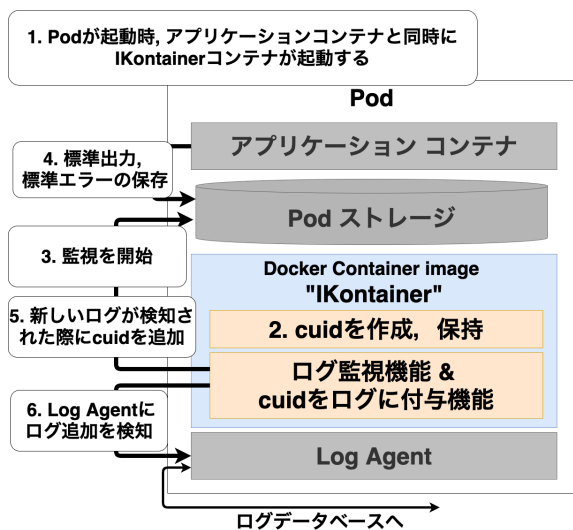 1. Podが起動時, アプリケーションコンテナと同時に
IKontainerコンテナが起動する
Pod
アプリケーション コンテナ
4. 標準出力,
標準エラーの保存
Pod ストレージ
3. 監視を開始
Docker Container image
"IKontainer"
5. 新しいログが検知さ
れた際にcuidを追加
2. cuidを作成，保持
ログ監視機能 &
cuidをログに付与機能
6. Log Agentに
ログ追加を検知
Log Agent
ログデータベースへ